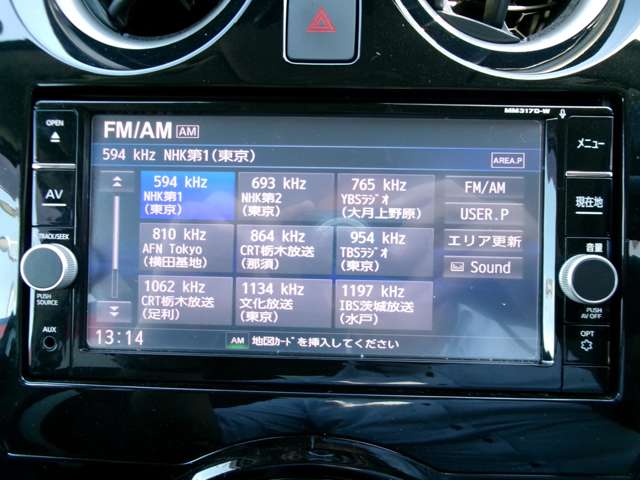 MM317D-W
OPEN
AV
TRACK/SEEK
PUSH
SOURCE
AUX
FM/AM AM
594 kHz NHK第1(東京)
AREA.P
594 kHz
NHK第1
(東京)
693 kHz
NHK第2
(東京)
765 kHz
YBSﾗｼﾞｵ
(大月上野原)
810 kHz
AFN Tokyo
(横田基地)
864 kHz
CRT栃木放送
(那須)
954 kHz
TBSﾗｼﾞｵ
(東京)
1062 kHz
CRT栃木放送
(足利)
1134 kHz
文化放送
(東京)
1197 kHz
IBS茨城放送
(水戸)
FM/AM
USER.P
エリア更新
Sound
13:14
AM 地図ｶｰﾄﾞを挿入してください
メニュー
現在地
音量
PUSH
AV OFF
OPT